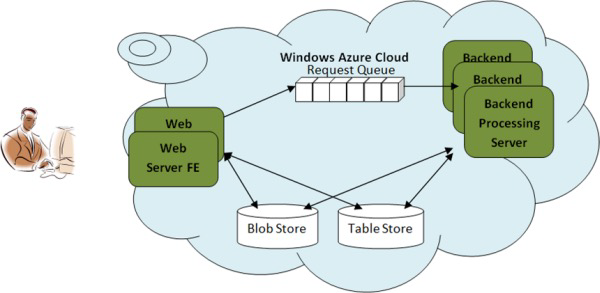 Windows Azure Cloud
Request Queue
Backend
Backend
Backend
Processing
Server
Web
Web
Server FE
Blob Store
Table Store